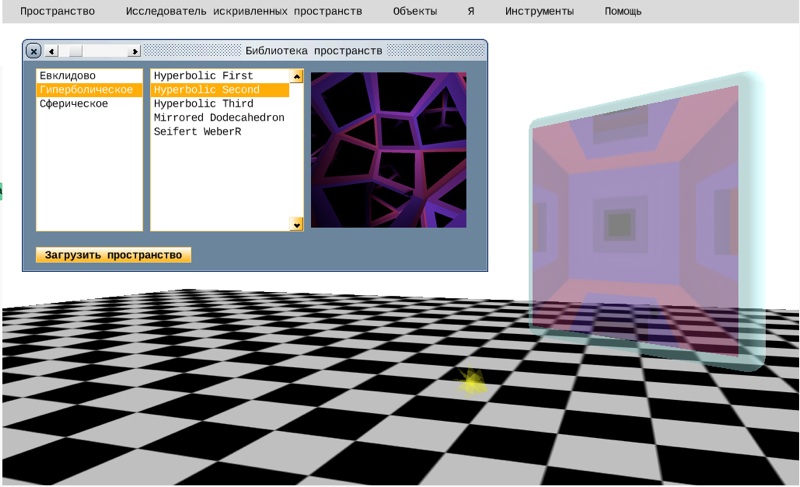 Пространство Исследователь искривленных пространств Объекты Я Инструменты Помощь
Библиотека пространств
Евклидово
Гиперболическое
Сферическое
Hyperbolic First
Hyperbolic Second
Hyperbolic Third
Mirrored Dodecahedron
Seifert WeberR
Загрузить пространство